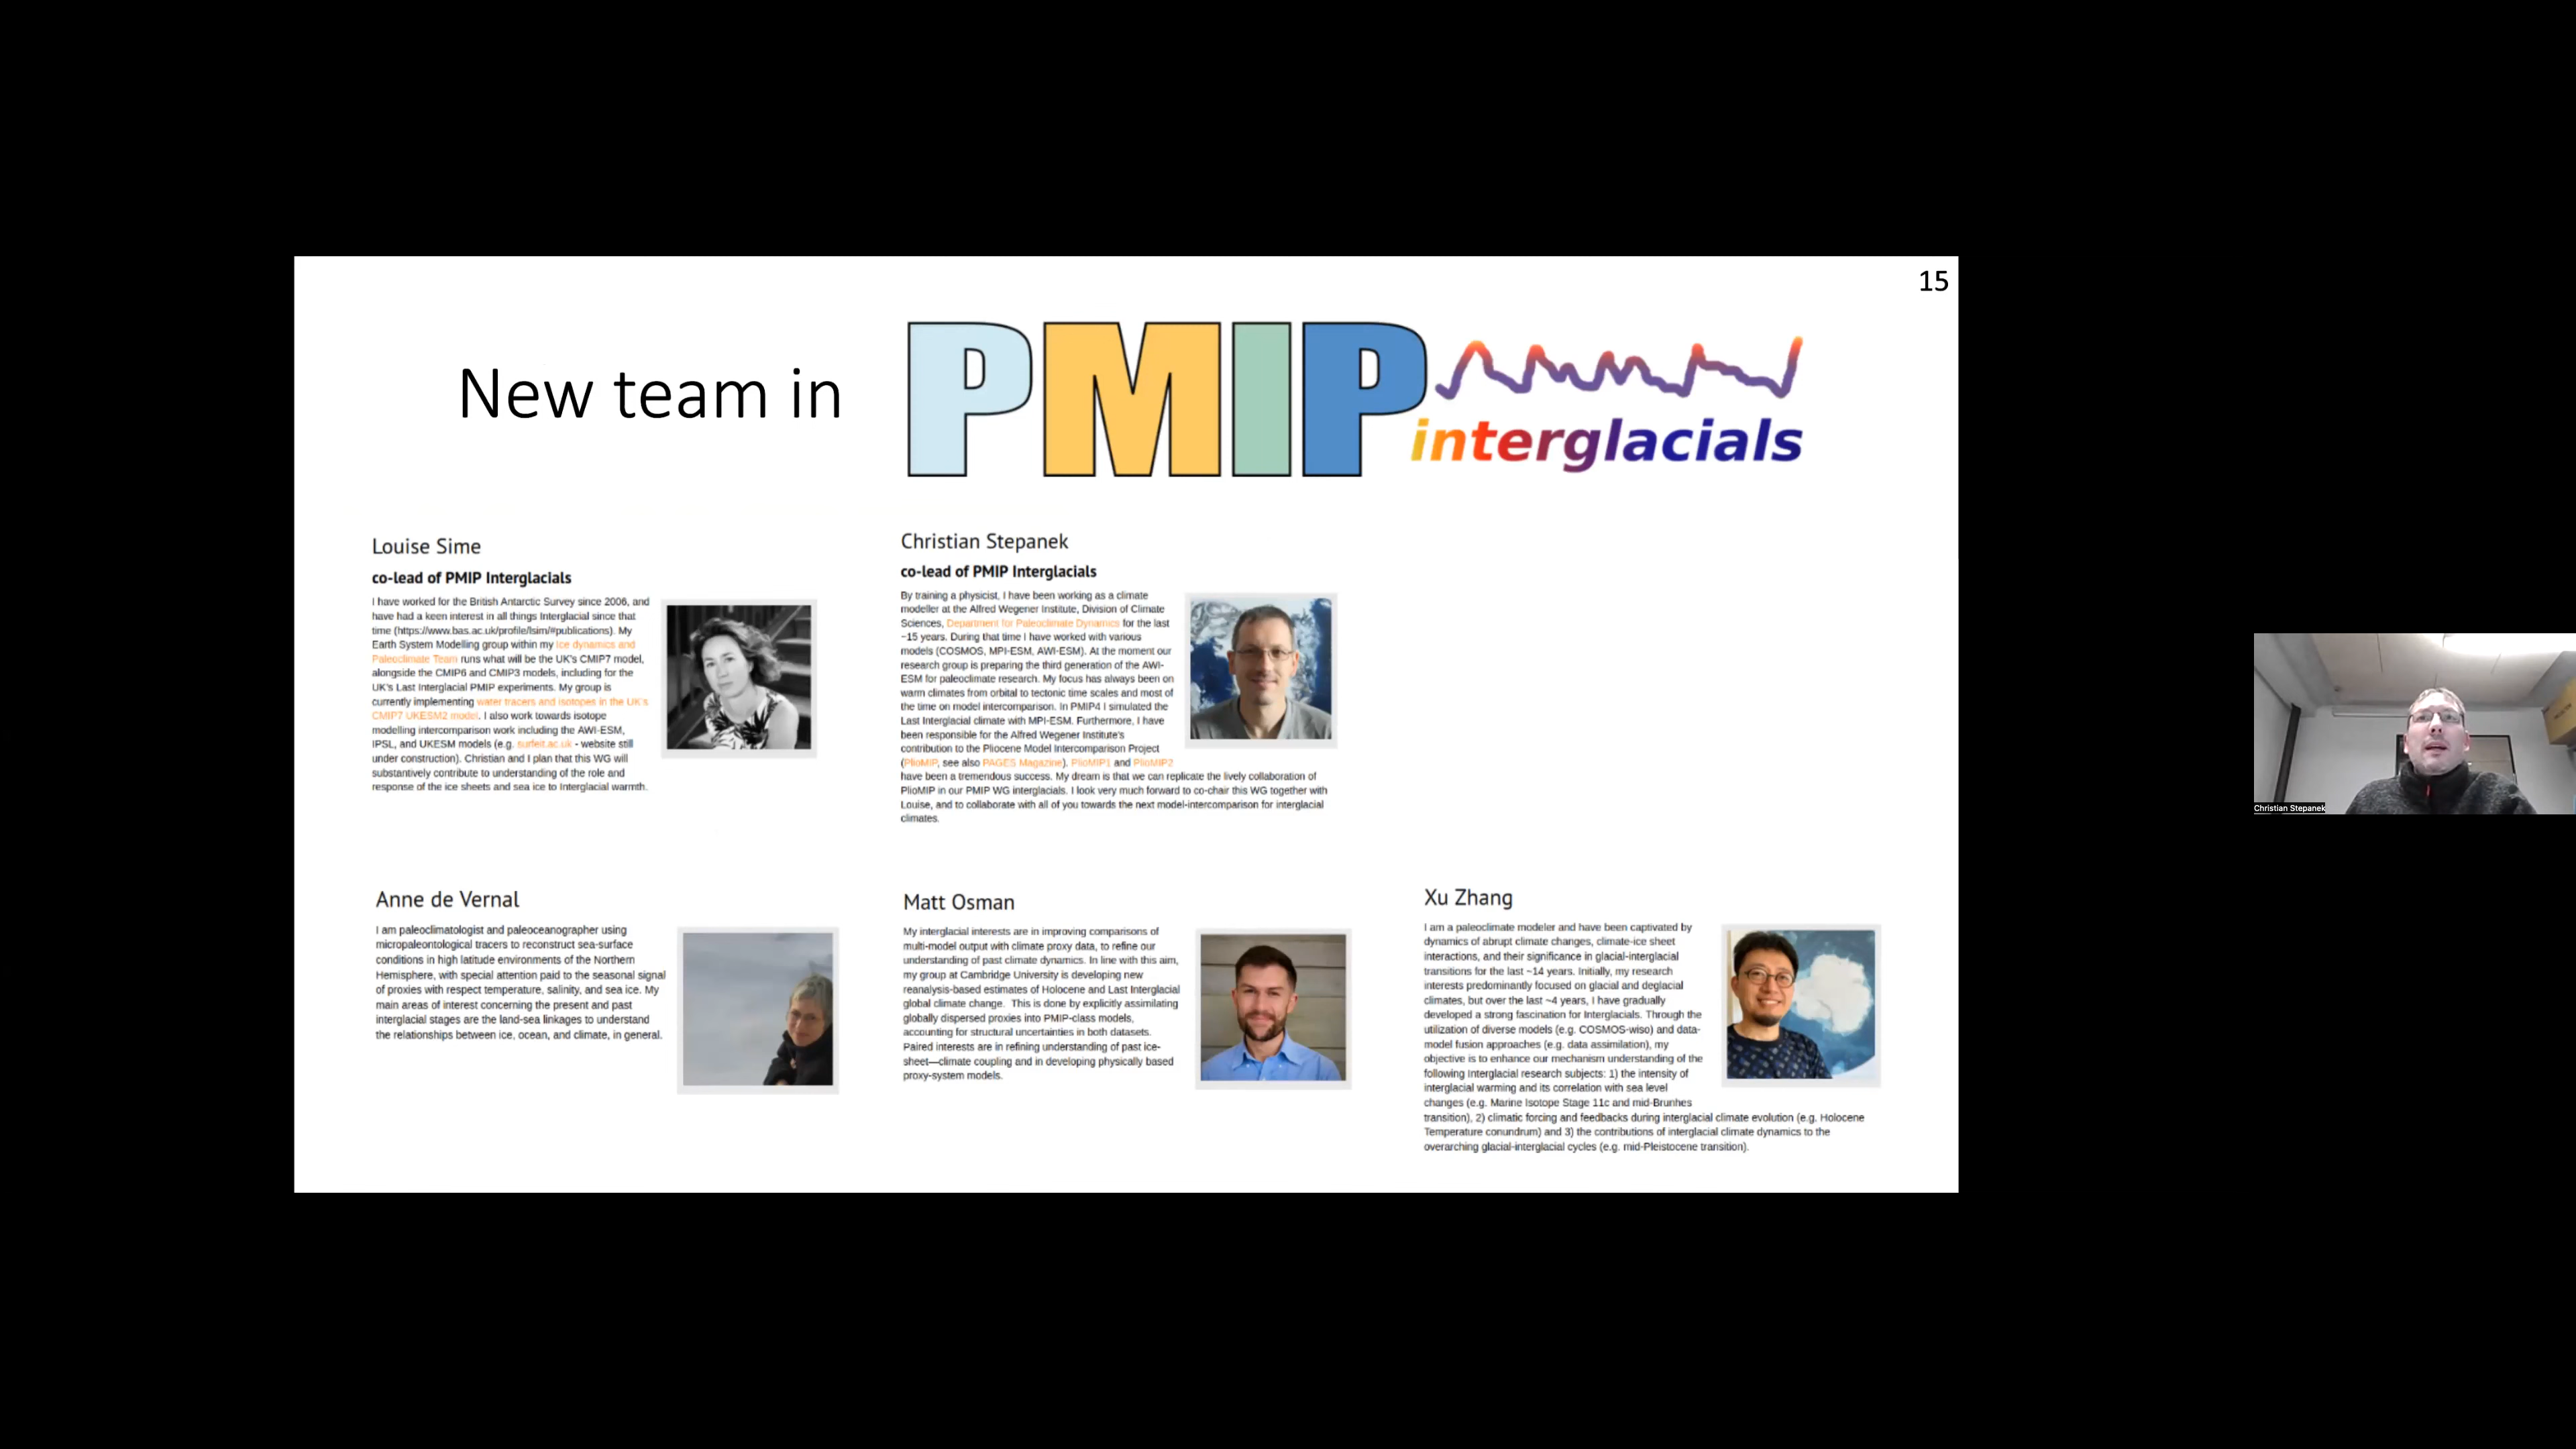 15
New team in
PMIP
interglacials
Louise Sime
co-lead of PMIP Interglacials
I have worked for the British Antarctic Survey since 2006, and
have had a keen interest in all things Interglacial since that
time (https://www.bas.ac.uk/profile/lsim/#publications). My
Earth System Modelling group within my Ice dynamics and
Paleoclimate Team runs what will be the UK's CMIP7 model,
alongside the CMIP6 and CMIP3 models, including for the
UK's Last Interglacial PMIP experiments. My group is
currently implementing water tracers and isotopes in the UK's
CMIP7 UKESM2 model. I also work towards isotope
modelling intercomparison work including the AWI-ESM,
IPSL, and UKESM models (e.g. surfeit.ac.uk - website still
under construction). Christian and I plan that this WG will
substantively contribute to understanding of the role and
response of the ice sheets and sea ice to Interglacial warmth.
Christian Stepanek
co-lead of PMIP Interglacials
By training a physicist, I have been working as a climate
modeller at the Alfred Wegener Institute, Division of Climate
Sciences, Department for Paleoclimate Dynamics for the last
~15 years. During that time I have worked with various
models (COSMOS, MPI-ESM, AWI-ESM). At the moment our
research group is preparing the third generation of the AWI-
ESM for paleoclimate research. My focus has always been on
warm climates from orbital to tectonic time scales and most of
the time on model intercomparison. In PMIP4 I simulated the
Last Interglacial climate with MPI-ESM. Furthermore, I have
been responsible for the Alfred Wegener Institute's
contribution to the Pliocene Model Intercomparison Project
(PlioMIP, see also PAGES Magazine). PlioMIP1 and PlioMIP2
have been a tremendous success. My dream is that we can replicate the lively collaboration of
PlioMIP in our PMIP WG interglacials. I look very much forward to co-chair this WG together with
Louise, and to collaborate with all of you towards the next model-intercomparison for interglacial
climates.
Anne de Vernal
I am paleoclimatologist and paleoceanographer using
micropaleontological tracers to reconstruct sea-surface
conditions in high latitude environments of the Northern
Hemisphere, with special attention paid to the seasonal signal
of proxies with respect temperature, salinity, and sea ice. My
main areas of interest concerning the present and past
interglacial stages are the land-sea linkages to understand
the relationships between ice, ocean, and climate, in general.
Matt Osman
My interglacial interests are in improving comparisons of
multi-model output with climate proxy data, to refine our
understanding of past climate dynamics. In line with this aim,
my group at Cambridge University is developing new
reanalysis-based estimates of Holocene and Last Interglacial
global climate change. This is done by explicitly assimilating
globally dispersed proxies into PMIP-class models,
accounting for structural uncertainties in both datasets.
Paired interests are in refining understanding of past ice-
sheet—climate coupling and in developing physically based
proxy-system models.
Xu Zhang
I am a paleoclimate modeler and have been captivated by
dynamics of abrupt climate changes, climate-ice sheet
interactions, and their significance in glacial-interglacial
transitions for the last ~14 years. Initially, my research
interests predominantly focused on glacial and deglacial
climates, but over the last ~4 years, I have gradually
developed a strong fascination for Interglacials. Through the
utilization of diverse models (e.g. COSMOS-wiso) and data-
model fusion approaches (e.g. data assimilation), my
objective is to enhance our mechanism understanding of the
following Interglacial research subjects: 1) the intensity of
interglacial warming and its correlation with sea level
changes (e.g. Marine Isotope Stage 11c and mid-Brunhes
transition), 2) climatic forcing and feedbacks during interglacial climate evolution (e.g. Holocene
Temperature conundrum) and 3) the contributions of interglacial climate dynamics to the
overarching glacial-interglacial cycles (e.g. mid-Pleistocene transition).
Christian Stepanek